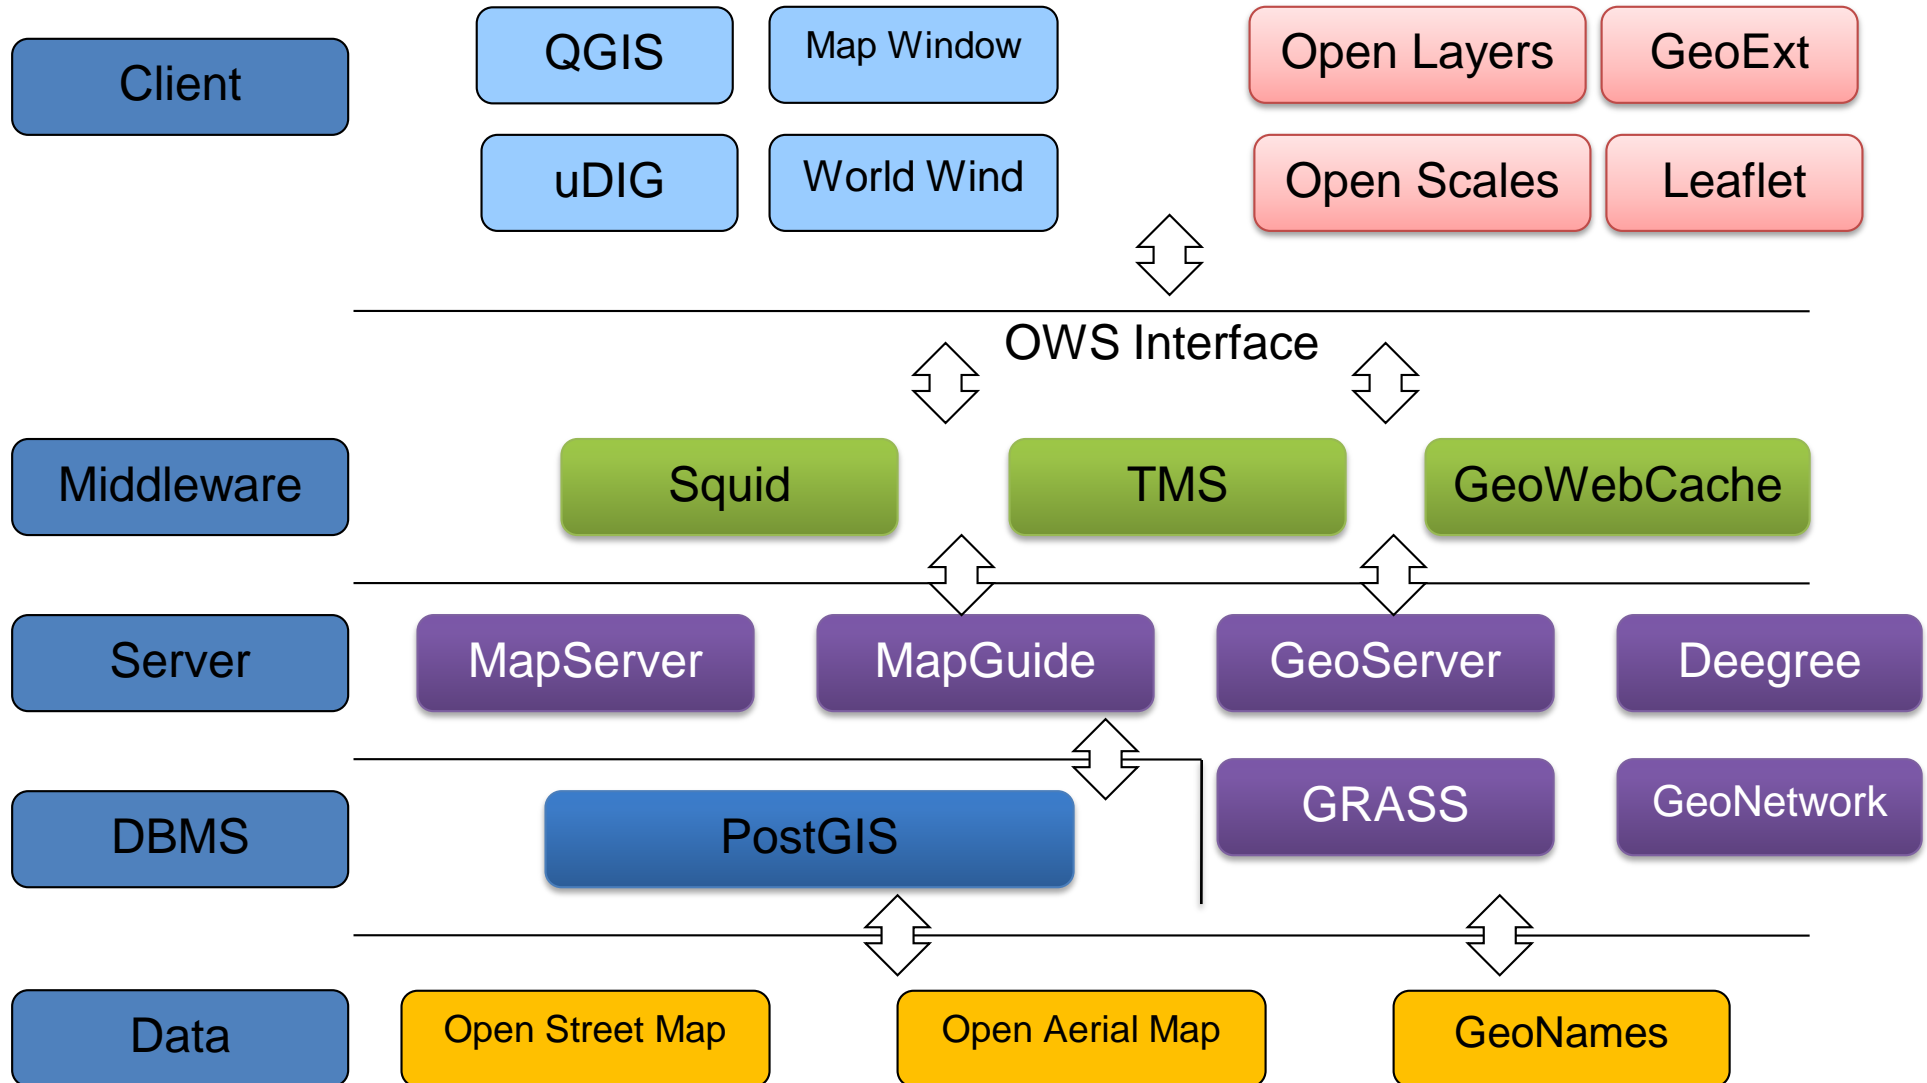 Client
QGIS
Map Window
Open Layers
GeoExt
uDIG
World Wind
Open Scales
Leaflet
OWS Interface
Middleware
Squid
TMS
GeoWebCache
Server
MapServer
MapGuide
GeoServer
Deegree
DBMS
PostGIS
GRASS
GeoNetwork
Data
Open Street Map
Open Aerial Map
GeoNames